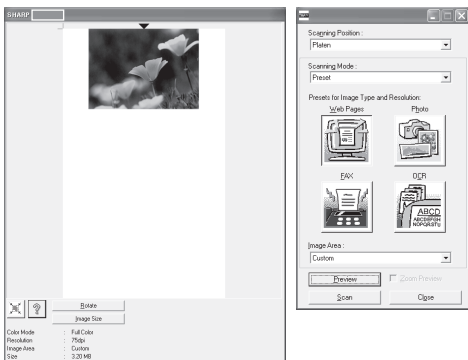 SHARP
Rotate
Image Size
Color Mode : Full Color
Resolution : 75dpi
Image Area : Custom
Size : 3.20 MB
Scanning Position :
Platen
Scanning Mode :
Preset
Presets for Image Type and Resolution:
Web Pages Photo
FAX OCR
ABCD
ABCDEFGH
NOPQRSTU
Image Area :
Custom
Preview Zoom Preview
Scan Close